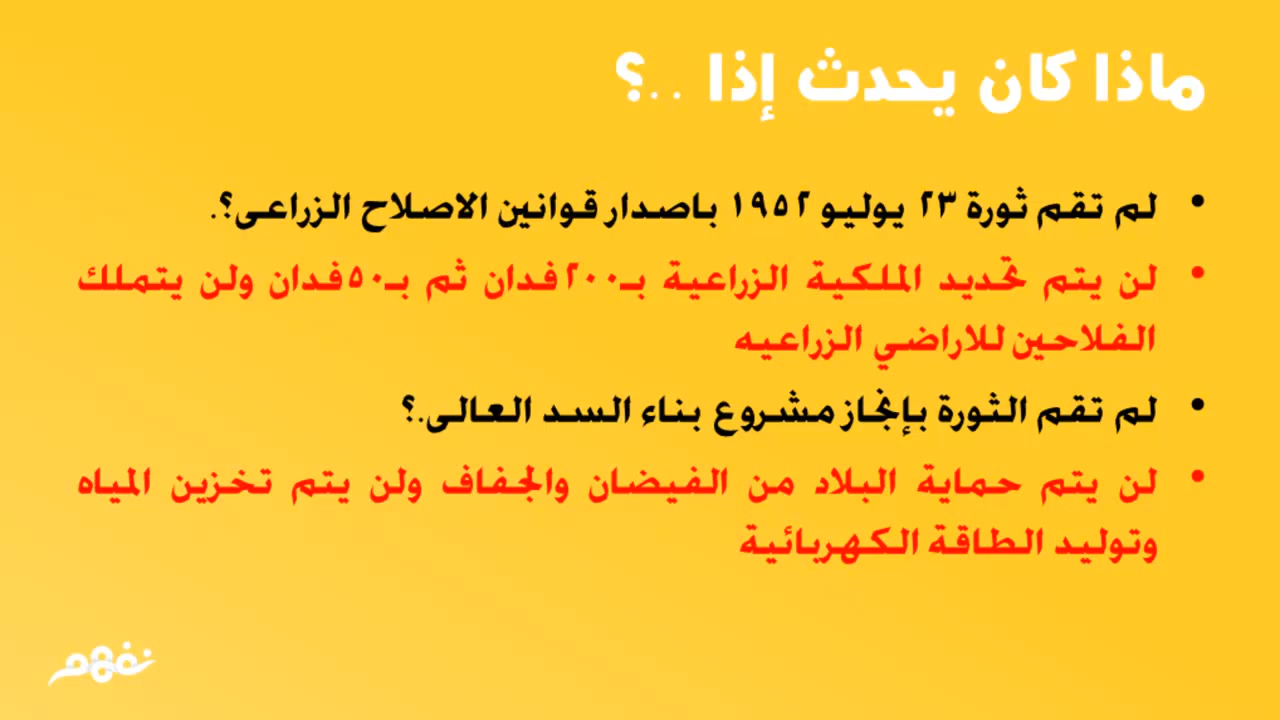 ماذا كان يحدث إذا ..؟
• لم تقم ثورة ٢٣ يوليو ١٩٥٢ باصدار قوانين الاصلاح الزراعى؟.
• لن يتم تحديد الملكية الزراعية بـ٢٠٠فدان ثم بـ٥٠فدان ولن يتملك
الفلاحين للاراضي الزراعيه
• لم تقم الثورة بإنجاز مشروع بناء السد العالى.؟
• لن يتم حماية البلاد من الفيضان والجفاف ولن يتم تخزين المياه
وتوليد الطاقة الكهربائية
نفهم